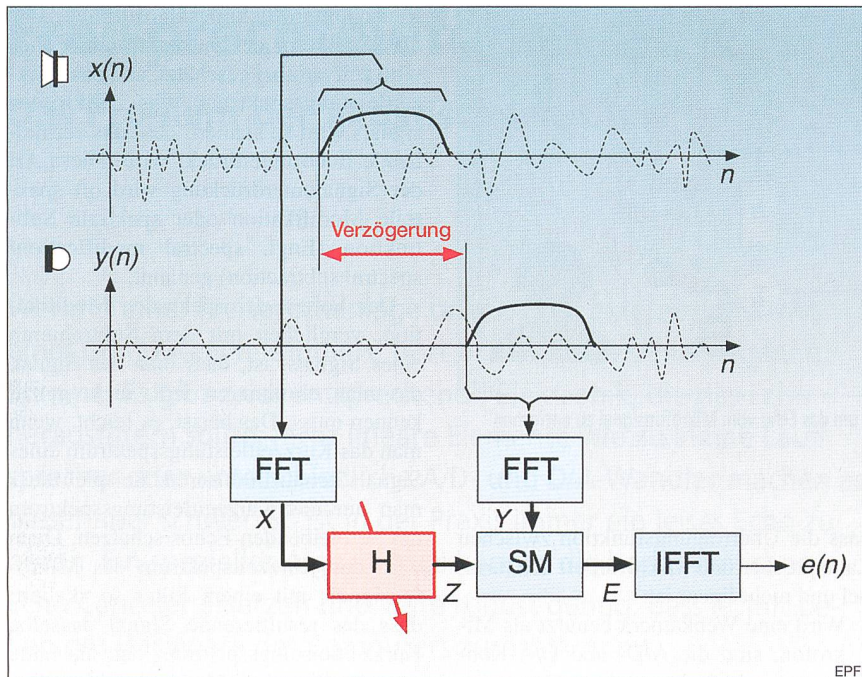 x(n)
n
Verzögerung
y(n)
n
FFT
FFT
X
Y
H
SM
IFFT
e(n)
Z
E
EPF